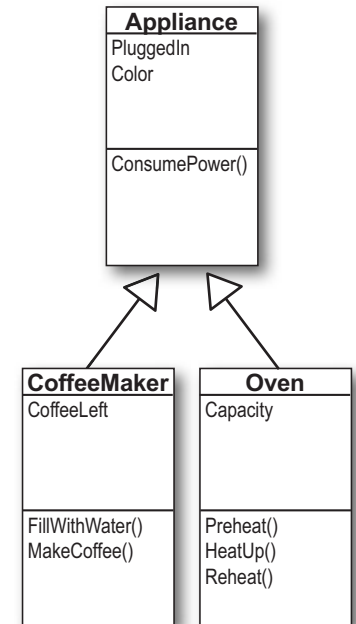 Appliance
PluggedIn
Color
ConsumePower()
CoffeeMaker
CoffeeLeft
FillWithWater()
MakeCoffee()
Oven
Capacity
Preheat()
HeatUp()
Reheat()